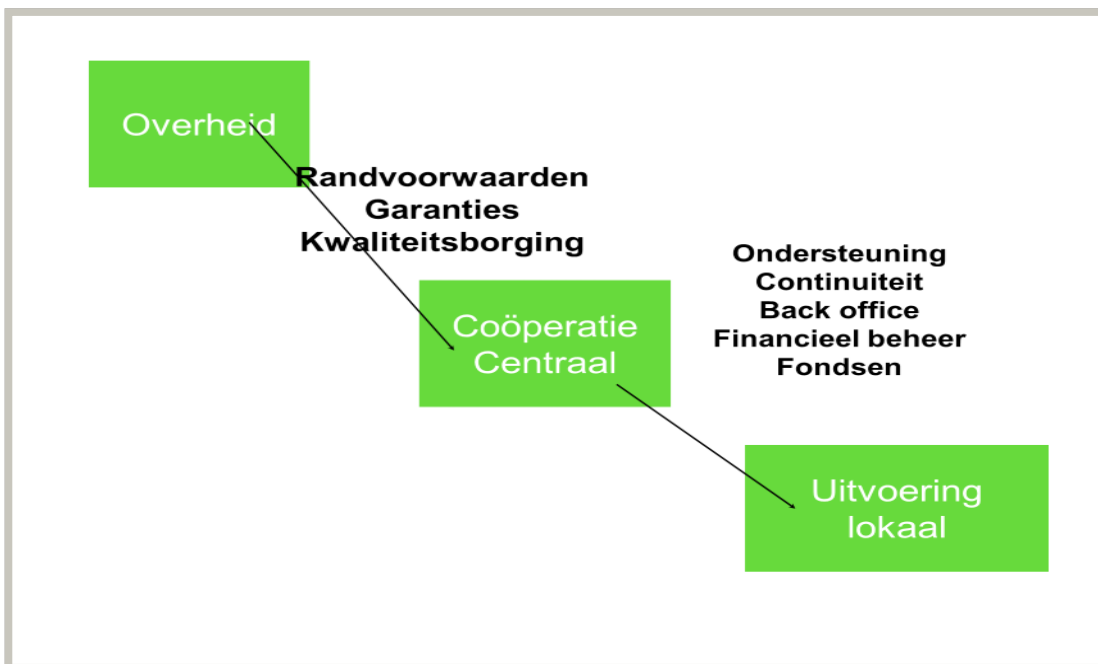 Overheid
Randvoorwaarden
Garanties
Kwaliteitsborging
Coöperatie
Centraal
Ondersteuning
Continuiteit
Back office
Financieel beheer
Fondsen
Uitvoering
lokaal